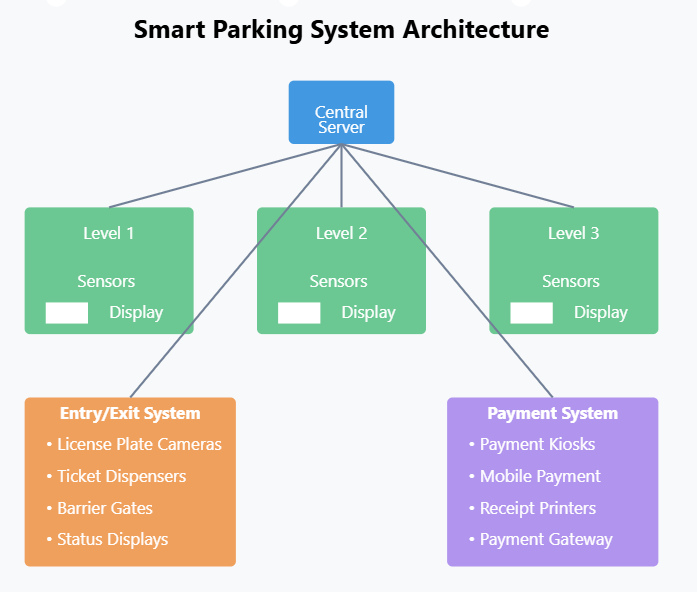 Smart Parking System Architecture
Central
Server
Level 1
Sensors
Display
Level 2
Sensors
Display
Level 3
Sensors
Display
Entry/Exit System
• License Plate Cameras
• Ticket Dispensers
• Barrier Gates
• Status Displays
Payment System
• Payment Kiosks
• Mobile Payment
• Receipt Printers
• Payment Gateway